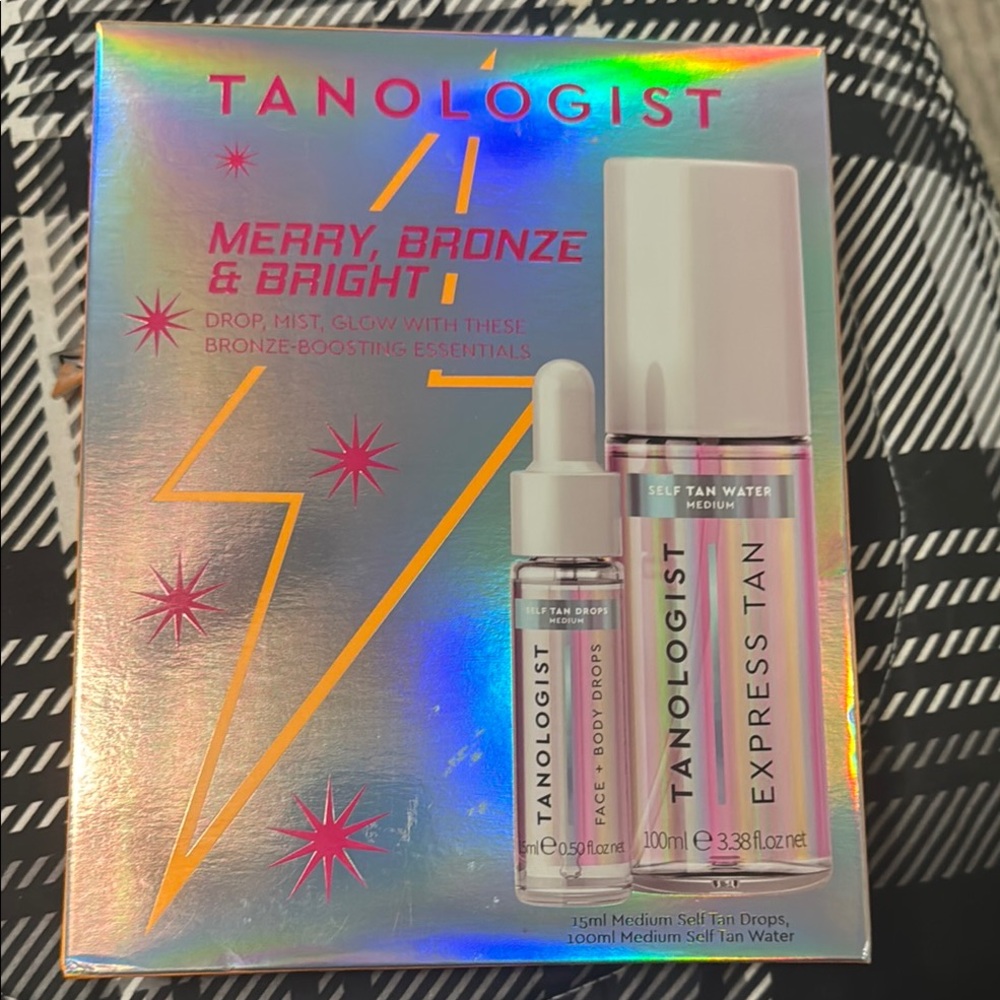 TANOLOGIST
MERRY, BRONZE
& BRIGHT
DROP, MIST, GLOW WITH THESE
BRONZE-BOOSTING ESSENTIALS
SELF TAN WATER
MEDIUM
TANOLOGIST
EXPRESS TAN
100ml ℮ 3.38 fl.oz net
SELF TAN DROPS
MEDIUM
TANOLOGIST
FACE + BODY DROPS
5ml ℮ 0.50 fl.oz net
15ml Medium Self Tan Drops,
100ml Medium Self Tan Water